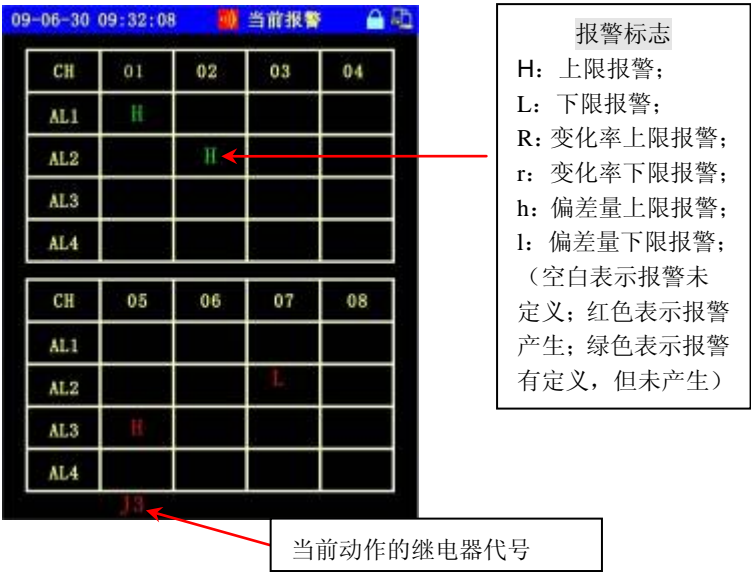 09-06-30 09:32:08 当前报警
CH 01 02 03 04
AL1 H
AL2 H
AL3
AL4
CH 05 06 07 08
AL1
AL2 L
AL3 H
AL4
J3
报警标志
H：上限报警；
L：下限报警；
R：变化率上限报警；
r：变化率下限报警；
h：偏差量上限报警；
l：偏差量下限报警；
（空白表示报警未
定义；红色表示报警
产生；绿色表示报警
有定义，但未产生）
当前动作的继电器代号